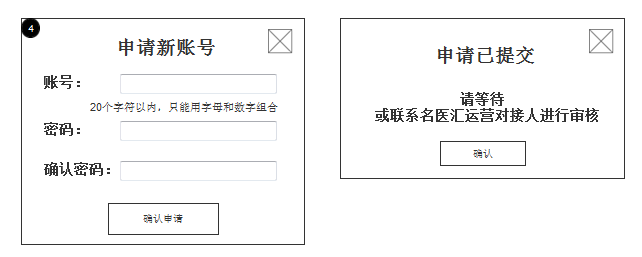 4
申请新账号
账号：
20个字符以内，只能用字母和数字组合
密码：
确认密码：
确认申请
申请已提交
请等待
或联系名医汇运营对接人进行审核
确认